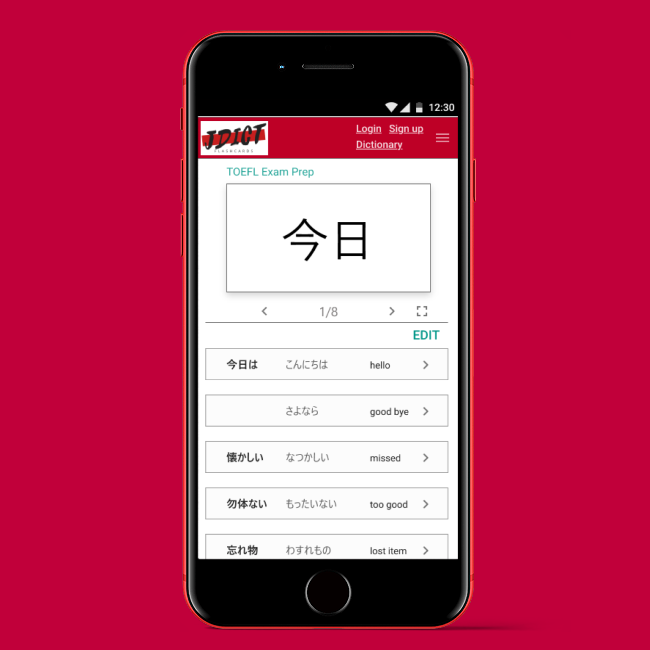 12:30
JDICT
FLASHCARDS
Login Sign up
Dictionary
TOEFL Exam Prep
今日
1/8
EDIT
今日は こんにちは hello
さよなら good bye
懐かしい なつかしい missed
勿体ない もったいない too good
忘れ物 わすれもの lost item